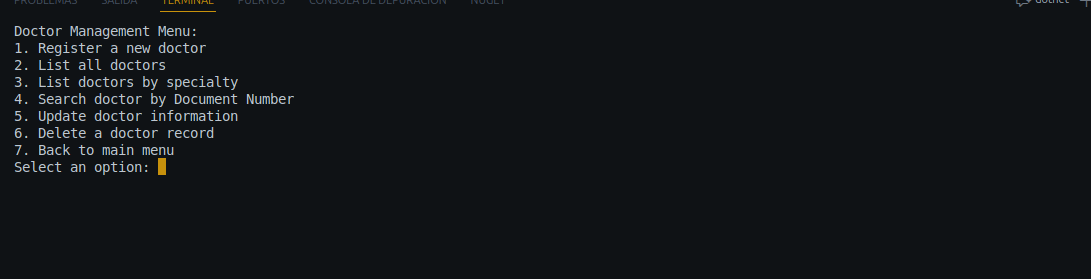 PROBLEMAS SALIDA TERMINAL PUERTOS CONSOLA DE DEPURACIÓN NUGET dotnet
Doctor Management Menu:
1. Register a new doctor
2. List all doctors
3. List doctors by specialty
4. Search doctor by Document Number
5. Update doctor information
6. Delete a doctor record
7. Back to main menu
Select an option: